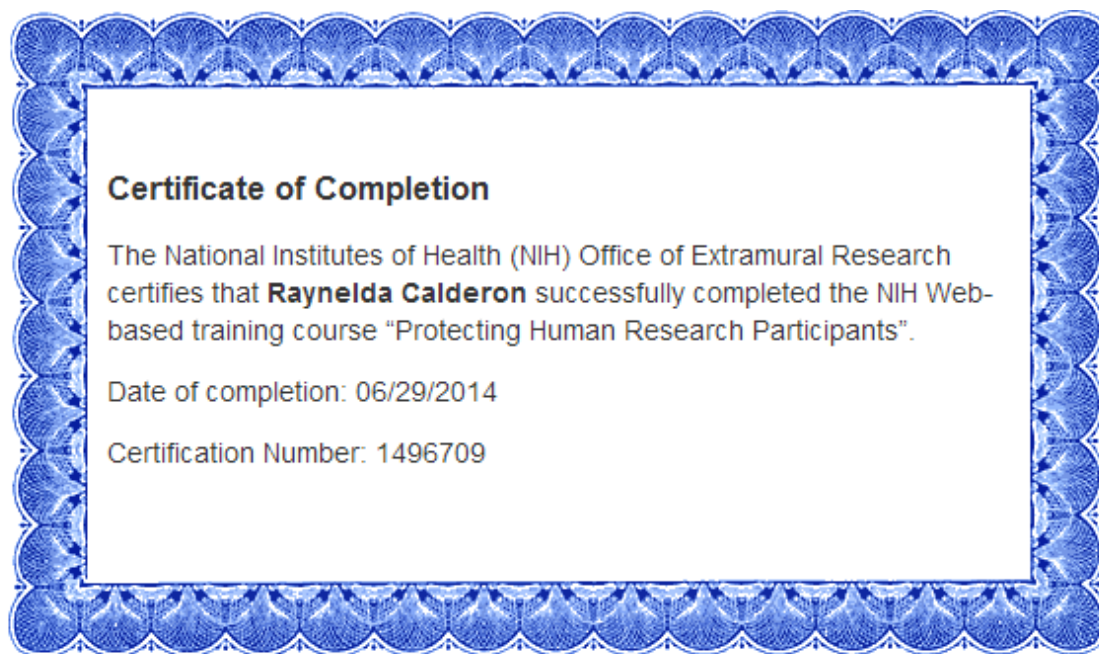 Certificate of Completion
The National Institutes of Health (NIH) Office of Extramural Research
certifies that Raynelda Calderon successfully completed the NIH Web-
based training course “Protecting Human Research Participants”.
Date of completion: 06/29/2014
Certification Number: 1496709